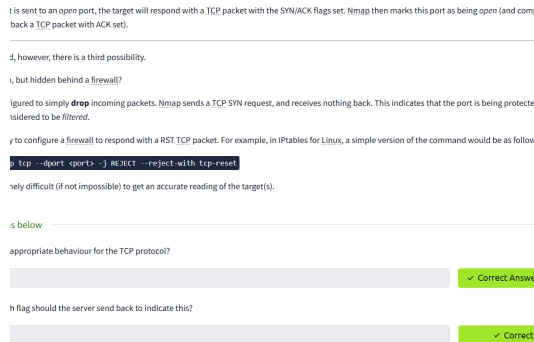 t is sent to an open port, the target will respond with a TCP packet with the SYN/ACK flags set. Nmap then marks this port as being open (and com
back a TCP packet with ACK set).
d, however, there is a third possibility.
, but hidden behind a firewall?
igured to simply drop incoming packets. Nmap sends a TCP SYN request, and receives nothing back. This indicates that the port is being protecte
nsidered to be filtered.
y to configure a firewall to respond with a RST TCP packet. For example, in IPtables for Linux, a simple version of the command would be as follow
p tcp --dport <port> -j REJECT --reject-with tcp-reset
nely difficult (if not impossible) to get an accurate reading of the target(s).
s below
appropriate behaviour for the TCP protocol?
✓ Correct Answe
h flag should the server send back to indicate this?
✓ Correct